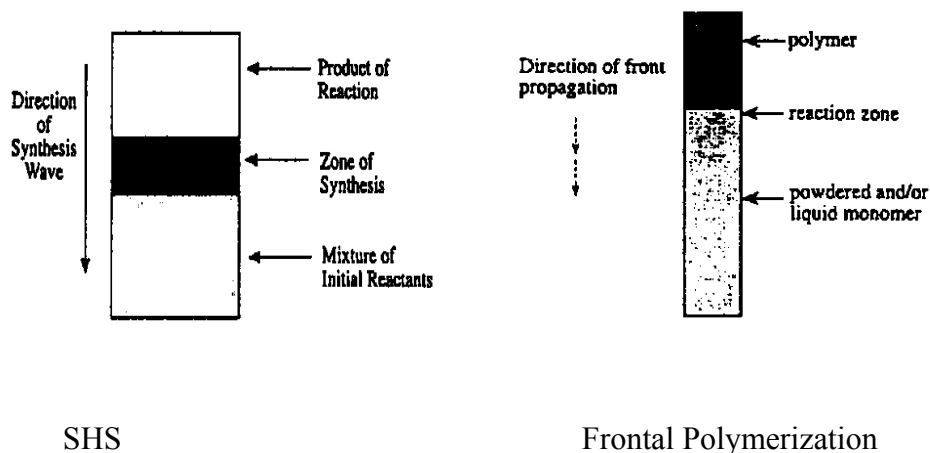 Direction
of
Synthesis
Wave
Product of
Reaction
Zone of
Synthesis
Mixture of
Initial Reactants
Direction of front
propagation
polymer
reaction zone
powdered and/or
liquid monomer
SHS
Frontal Polymerization